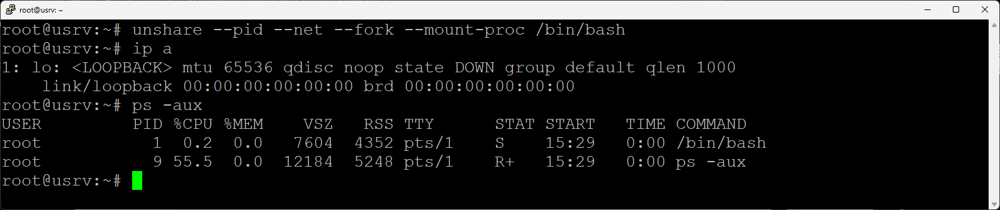 root@usrv: ~
root@usrv:~# unshare --pid --net --fork --mount-proc /bin/bash
root@usrv:~# ip a
1: lo: <LOOPBACK> mtu 65536 qdisc noop state DOWN group default qlen 1000
    link/loopback 00:00:00:00:00:00 brd 00:00:00:00:00:00
root@usrv:~# ps -aux
USER         PID %CPU %MEM    VSZ   RSS TTY      STAT START   TIME COMMAND
root           1  0.2  0.0   7604  4352 pts/1    S    15:29   0:00 /bin/bash
root           9 55.5  0.0  12184  5248 pts/1    R+   15:29   0:00 ps -aux
root@usrv:~#